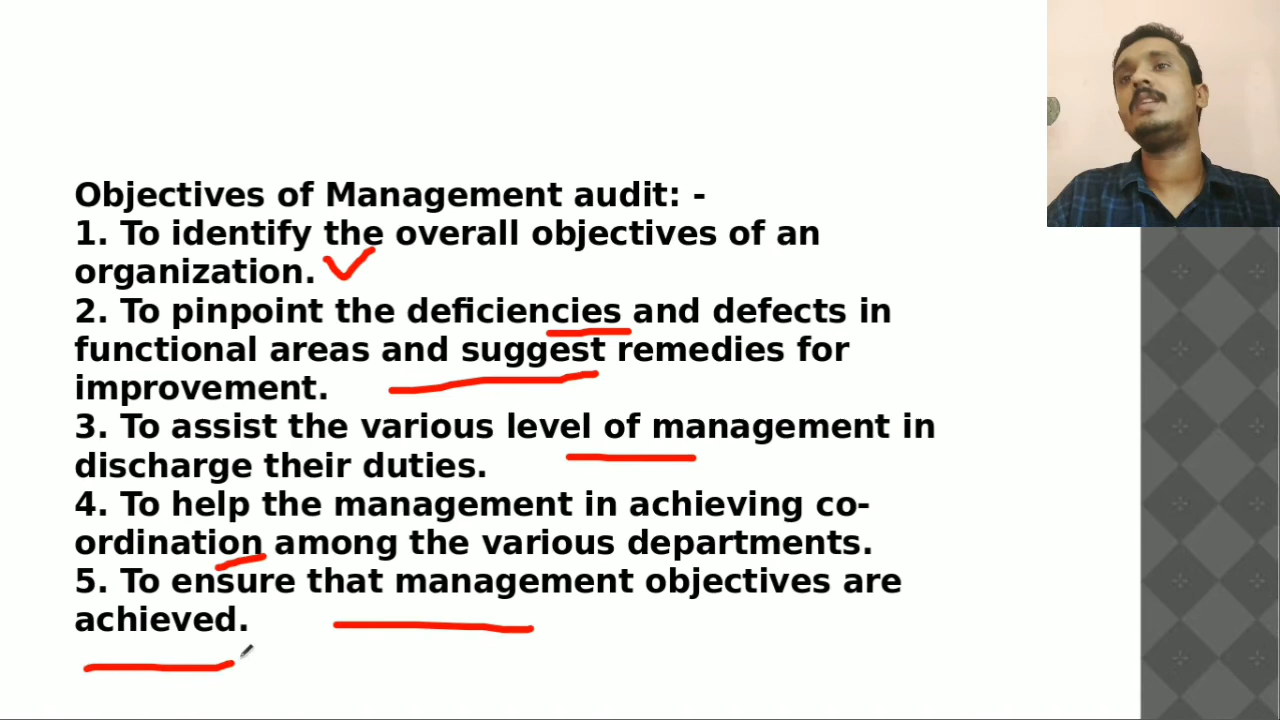 Objectives of Management audit: -
1. To identify the overall objectives of an
organization.
2. To pinpoint the deficiencies and defects in
functional areas and suggest remedies for
improvement.
3. To assist the various level of management in
discharge their duties.
4. To help the management in achieving co-
ordination among the various departments.
5. To ensure that management objectives are
achieved.